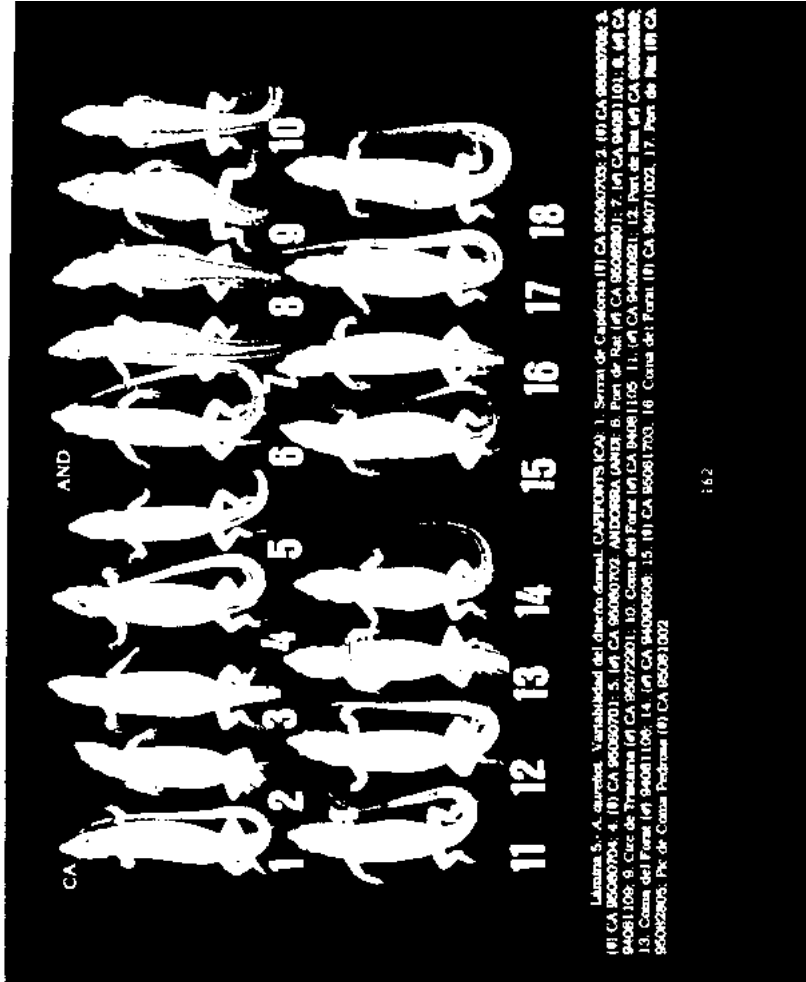 CA
AND
1 2 3 4 5 6 7 8 9 10
11 12 13 14 15 16 17 18
Lámina 5.- A. aurelioi. Variabilidad del diseño dorsal. CAPIFONTS (CA): 1. Serrat de Capifonts CA 95080705; 2. CA 95080706; 3.
CA 95080704; 4. CA 95080701; 5. CA 95080702. ANDORRA (AND): 6. Port de Rat CA 95082801; 7. CA 94081101; 8. CA
94081109; 9. Circ de Tristaina CA 95072201; 10. Coma del Forat CA 94081105; 11. CA 94080821; 12. Port de Rat CA
13. Coma del Forat 94081106; 14. CA 94080806; 15. CA 95081703; 16. Coma del Forat CA 94071002; 17. Port de Rat CA
95082805; Pic de Coma Pedrosa CA 95081002
162